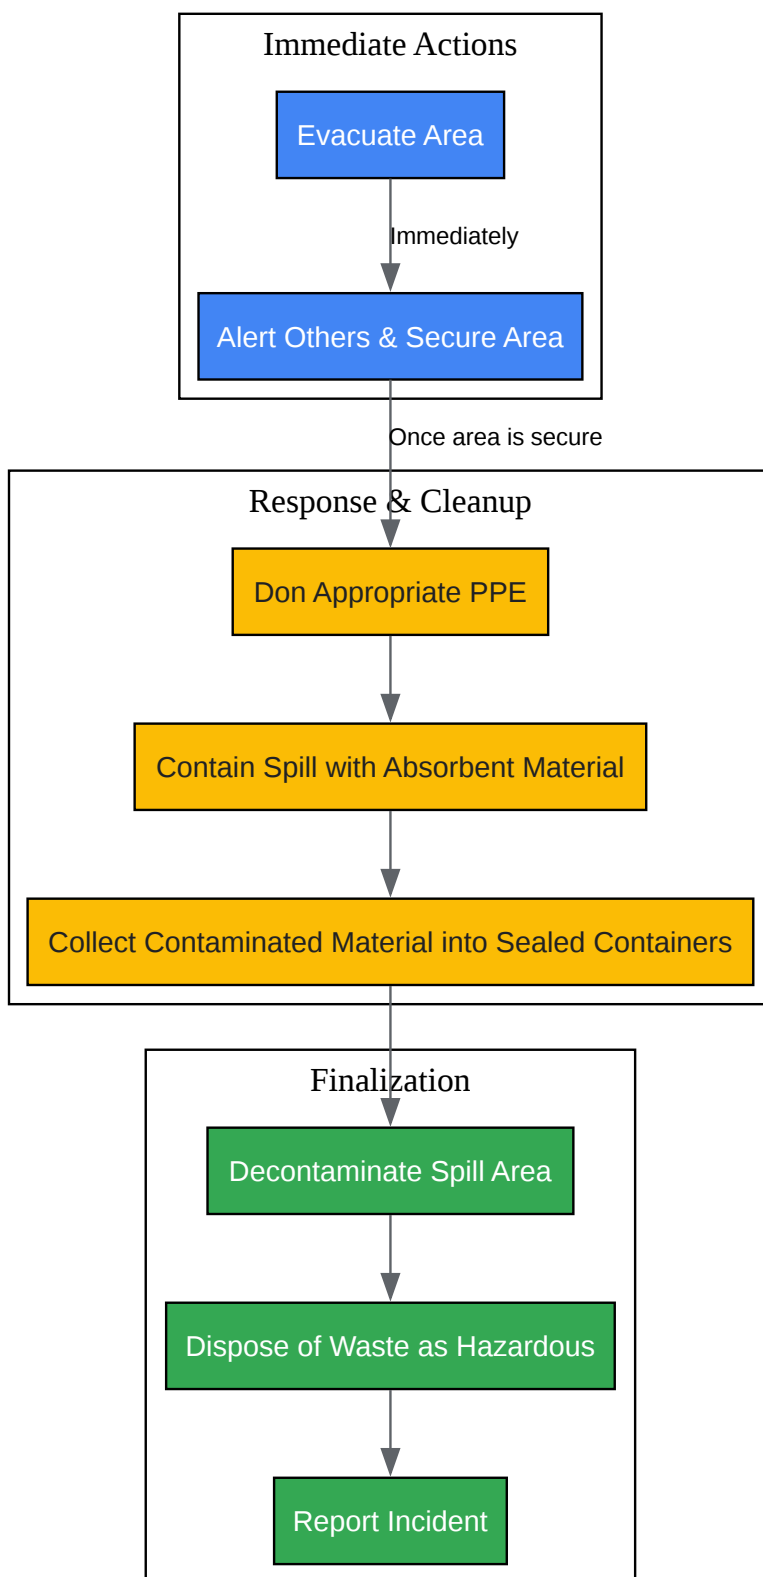 Immediate Actions
Evacuate Area
Immediately
Alert Others & Secure Area
Once area is secure
Response & Cleanup
Don Appropriate PPE
Contain Spill with Absorbent Material
Collect Contaminated Material into Sealed Containers
Finalization
Decontaminate Spill Area
Dispose of Waste as Hazardous
Report Incident